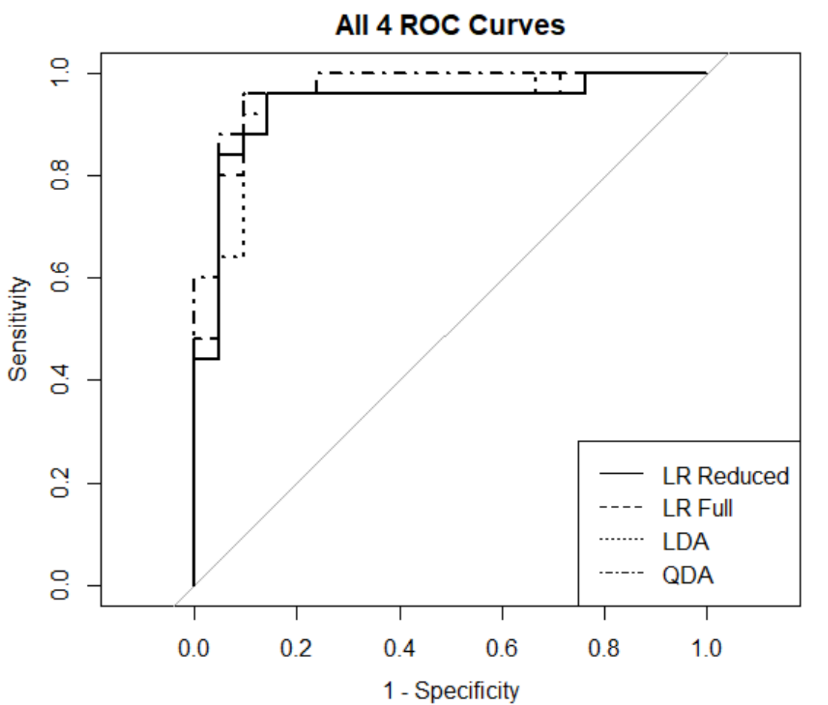 All 4 ROC Curves
Sensitivity
1.0
0.8
0.6
0.4
0.2
0.0
LR Reduced
LR Full
LDA
QDA
0.0 0.2 0.4 0.6 0.8 1.0
1 - Specificity